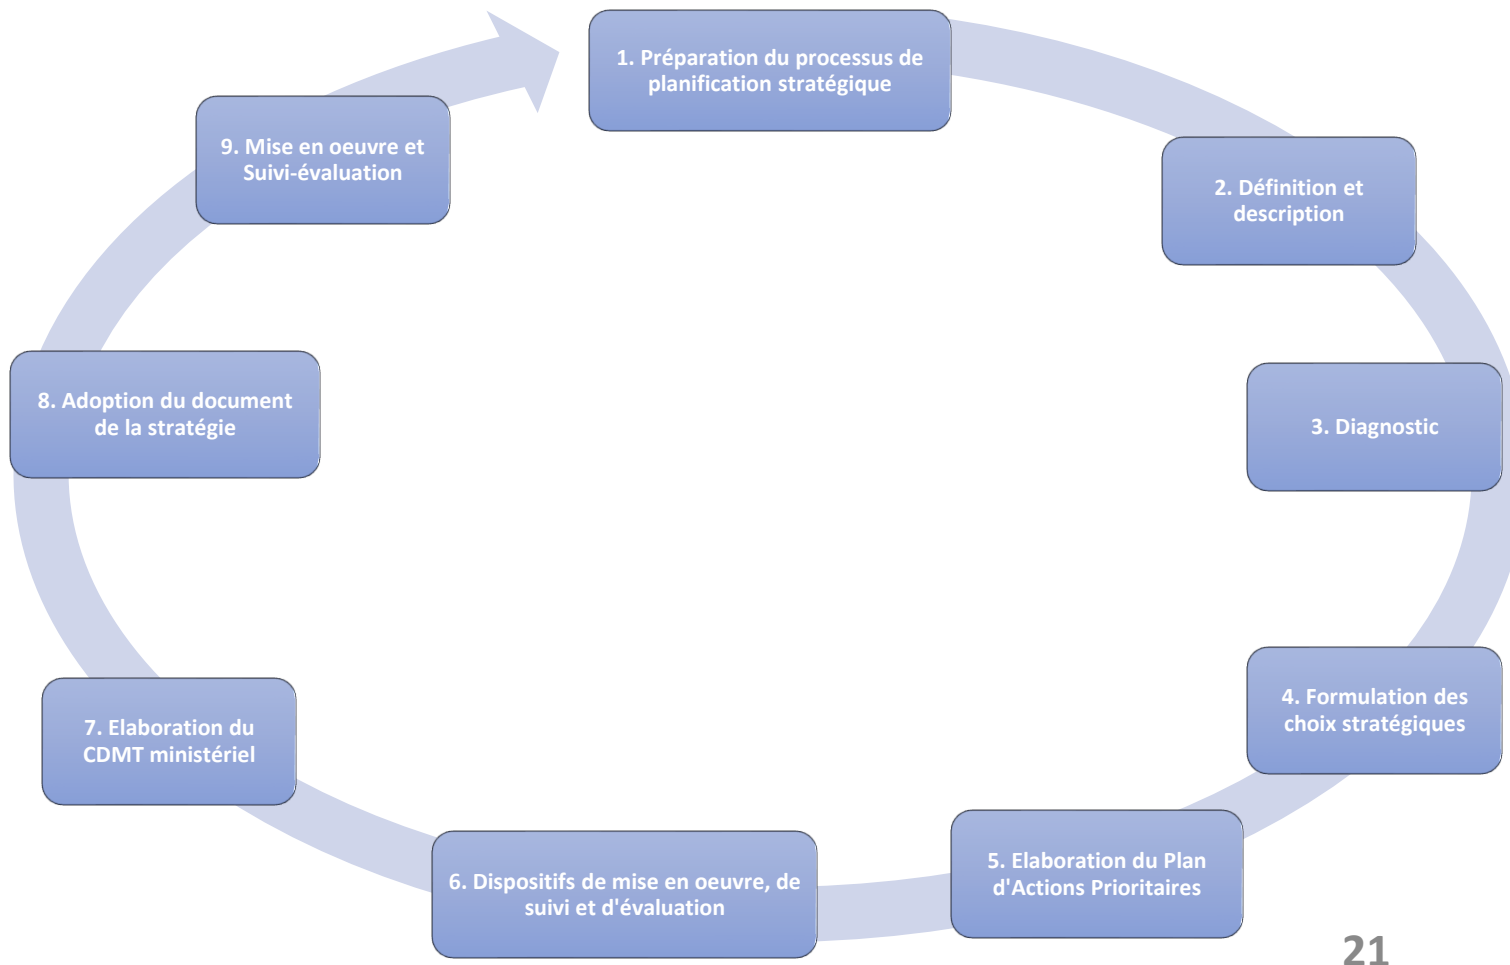 1. Préparation du processus de
planification stratégique
2. Définition et
description
3. Diagnostic
4. Formulation des
choix stratégiques
5. Elaboration du Plan
d'Actions Prioritaires
6. Dispositifs de mise en oeuvre, de
suivi et d'évaluation
7. Elaboration du
CDMT ministériel
8. Adoption du document
de la stratégie
9. Mise en oeuvre et
Suivi-évaluation
21